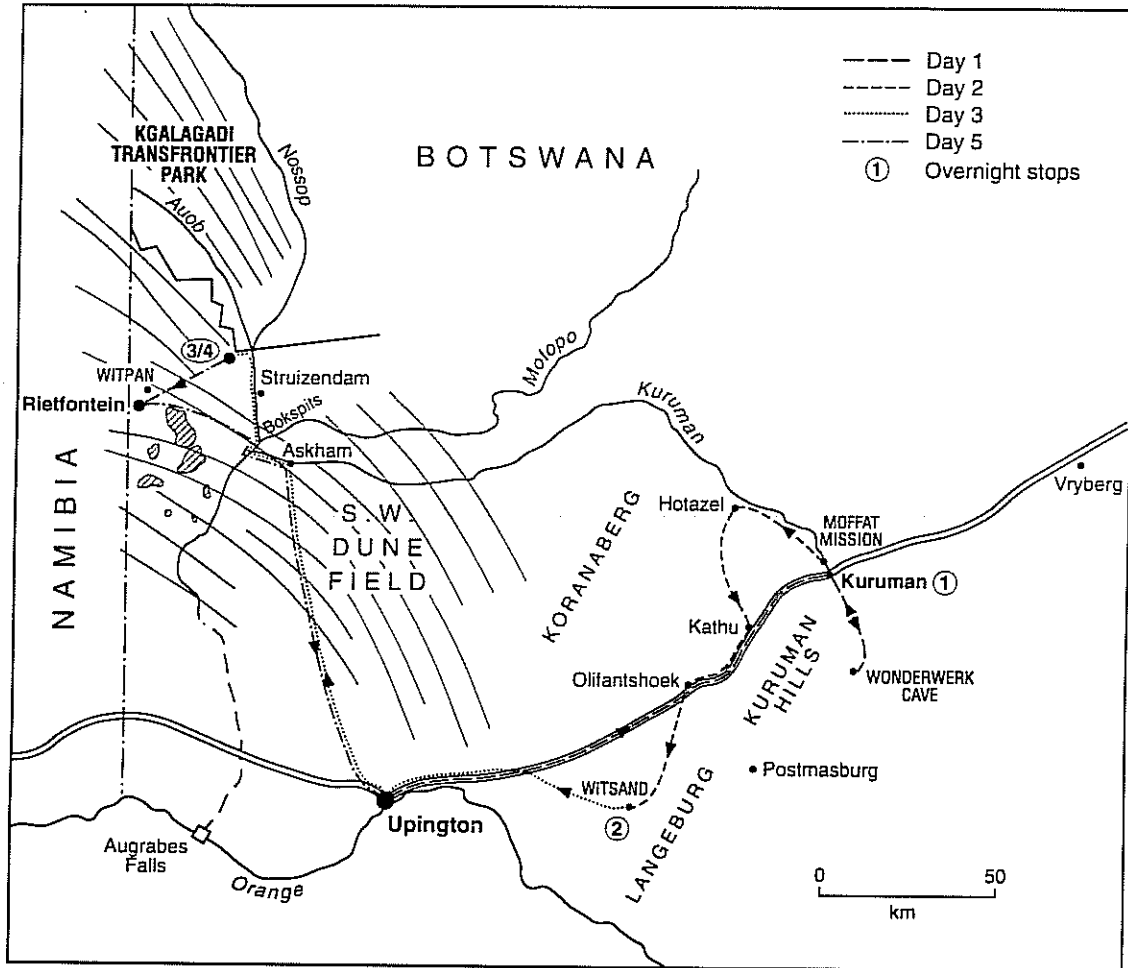 Day 1
Day 2
Day 3
Day 5
① Overnight stops
KGALAGADI
TRANSFRONTIER
PARK
Nossop
Auob
BOTSWANA
3/4
WITPAN
Rietfontein
Struizendam
Bokspits
Molopo
Kuruman
Askham
NAMIBIA
S.W.
DUNE
FIELD
KORANABERG
Hotazel
MOFFAT
MISSION
Vryberg
Kuruman ①
Kathu
KURUMAN
HILLS
WONDERWERK
CAVE
Olifantshoek
WITSAND
②
LANGEBURG
Postmasburg
Upington
Augrabes
Falls
Orange
0 50
km